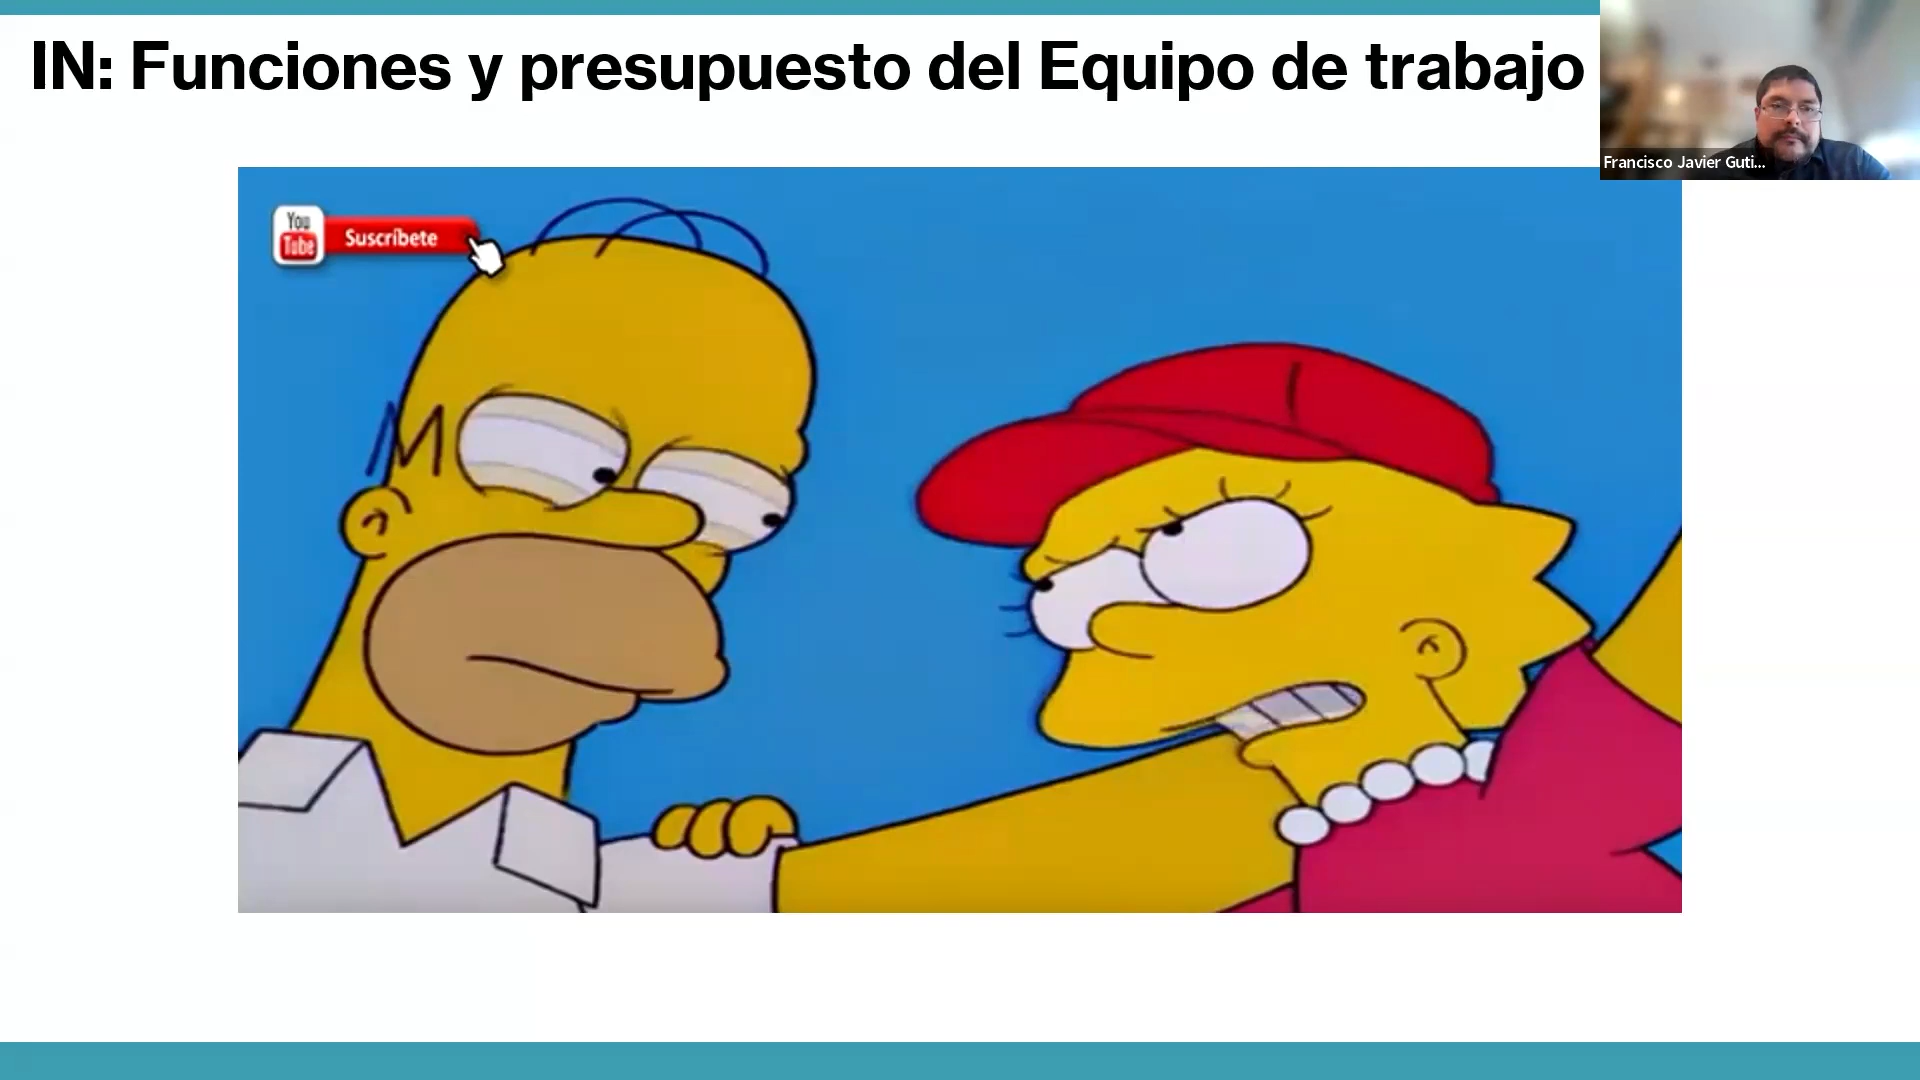 IN: Funciones y presupuesto del Equipo de trabajo
Francisco Javier Guti...
You
Tube
Suscríbete